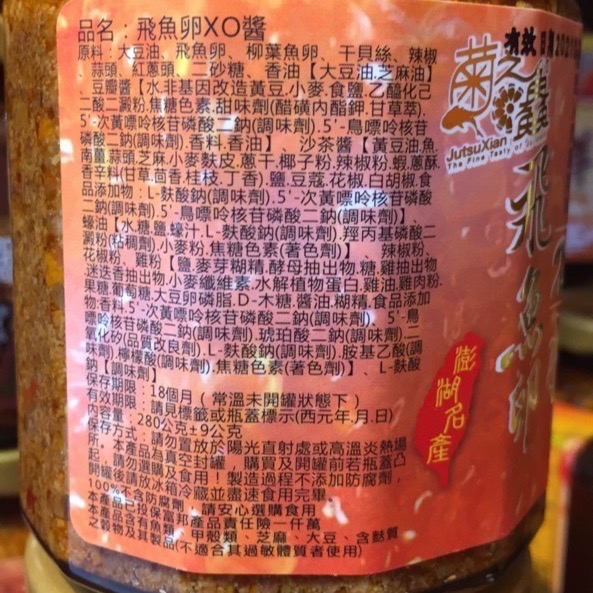 品名：飛魚卵XO醬
原料：大豆油、飛魚卵、柳葉魚卵、干貝絲、辣椒
、蒜頭、紅蔥頭、二砂糖、香油【大豆油,芝麻油】
、豆瓣醬【水,非基因改造黃豆,小麥,食鹽,乙醯化己
二酸二澱粉,焦糖色素,甜味劑(醋磺內酯鉀,甘草萃),
5'-次黃嘌呤核苷磷酸二鈉(調味劑),5'-鳥嘌呤核苷
磷酸二鈉(調味劑),香料,香油】、沙茶醬【黃豆油,魚,
南薑,蒜頭,芝麻,小麥麩皮,蔥干,椰子粉,辣椒粉,蝦,蔥酥,
香辛料(甘草,茴香,桂枝,丁香),鹽,豆蔻,花椒,白胡椒,食
品添加物：L-麩酸鈉(調味劑),5'-次黃嘌呤核苷磷酸
二鈉(調味劑),5'-鳥嘌呤核苷磷酸二鈉(調味劑)】、
蠔油【水,糖,鹽,蠔汁,L-麩酸鈉(調味劑),羥丙基磷酸二
澱粉(粘稠劑),小麥粉,焦糖色素(著色劑)】、辣椒粉、
花椒粉、雞粉【鹽,麥芽糊精,酵母抽出物,糖,雞抽出物
,迷迭香抽出物,小麥纖維素,水解植物蛋白,雞油,雞肉粉,
果糖,葡萄糖,大豆卵磷脂,D-木糖,醬油,糊精,食品添加
物:香料,5'-次黃嘌呤核苷磷酸二鈉(調味劑)、5'-鳥
嘌呤核苷磷酸二鈉(調味劑),琥珀酸二鈉(調味劑),二
氧化矽(品質改良劑),L-麩酸鈉(調味劑),胺基乙酸(調
味劑),檸檬酸(調味劑),焦糖色素(著色劑)】、L-麩酸
鈉【調味劑】
保存期限：18個月（常溫未開罐狀態下）
有效期限：請見標籤或瓶蓋標示(西元年.月.日)
內容量：280公克±9公克
保存方式：請勿置放於陽光直射處或高溫炎熱場
所，本產品為真空封罐，購買及開罐前若瓶蓋凸
起，請勿選購及食用！製造過程不添加防腐劑，
開罐後請放冰箱冷藏並盡速食用完畢。
100%不含防腐劑，請安心選購食用
本產品已投保富邦產品責任險一仟萬
本產品含有魚類、甲殼類、芝麻、大豆、含麩質
之穀物及其製品(不適合其過敏體質者使用)
有效日期
菊之鱻
JutsuXian
The Fine Tasty of
飛魚卵
澎湖名產